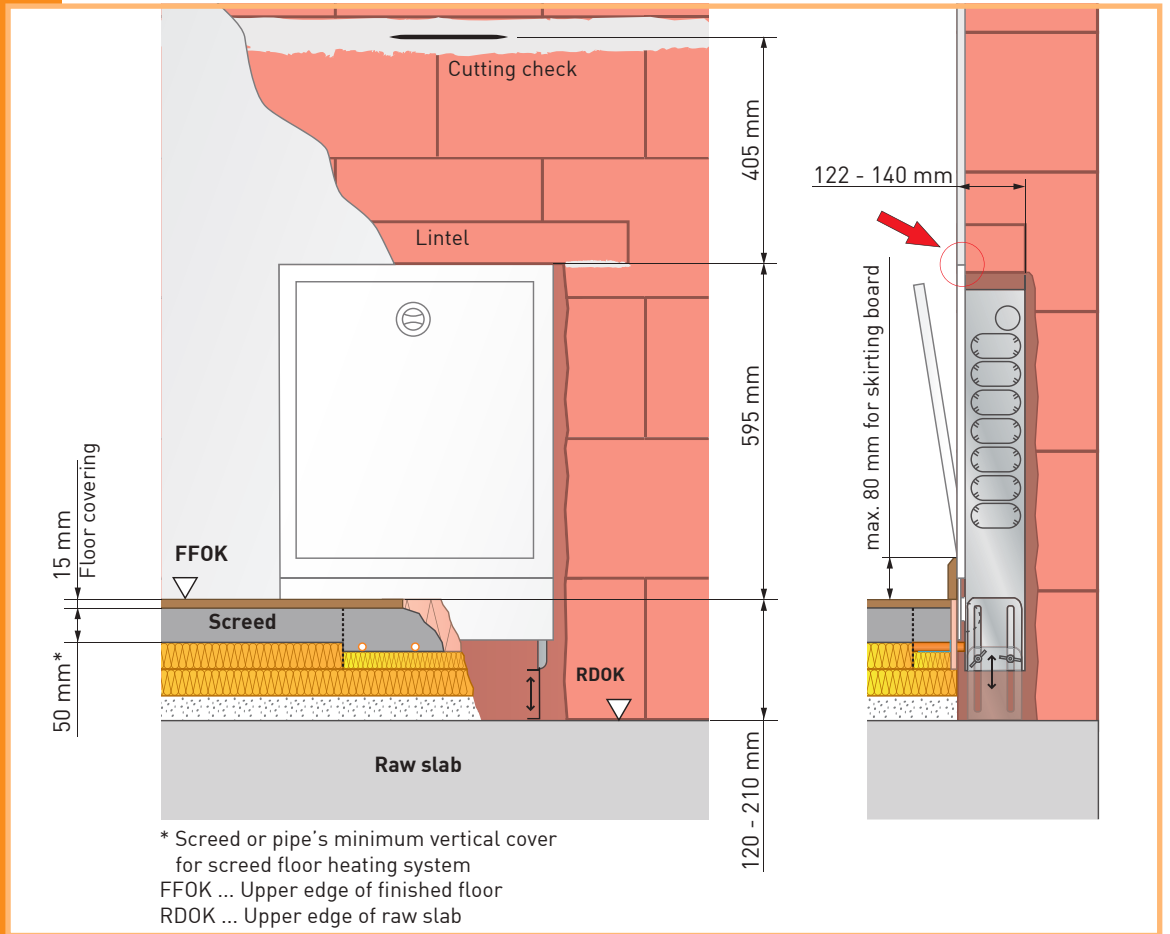 Cutting check
405 mm
122 - 140 mm
Lintel
595 mm
max. 80 mm for skirting board
15 mm
Floor covering
FFOK
Screed
50 mm*
RDOK
Raw slab
120 - 210 mm
* Screed or pipe's minimum vertical cover
for screed floor heating system
FFOK ... Upper edge of finished floor
RDOK ... Upper edge of raw slab